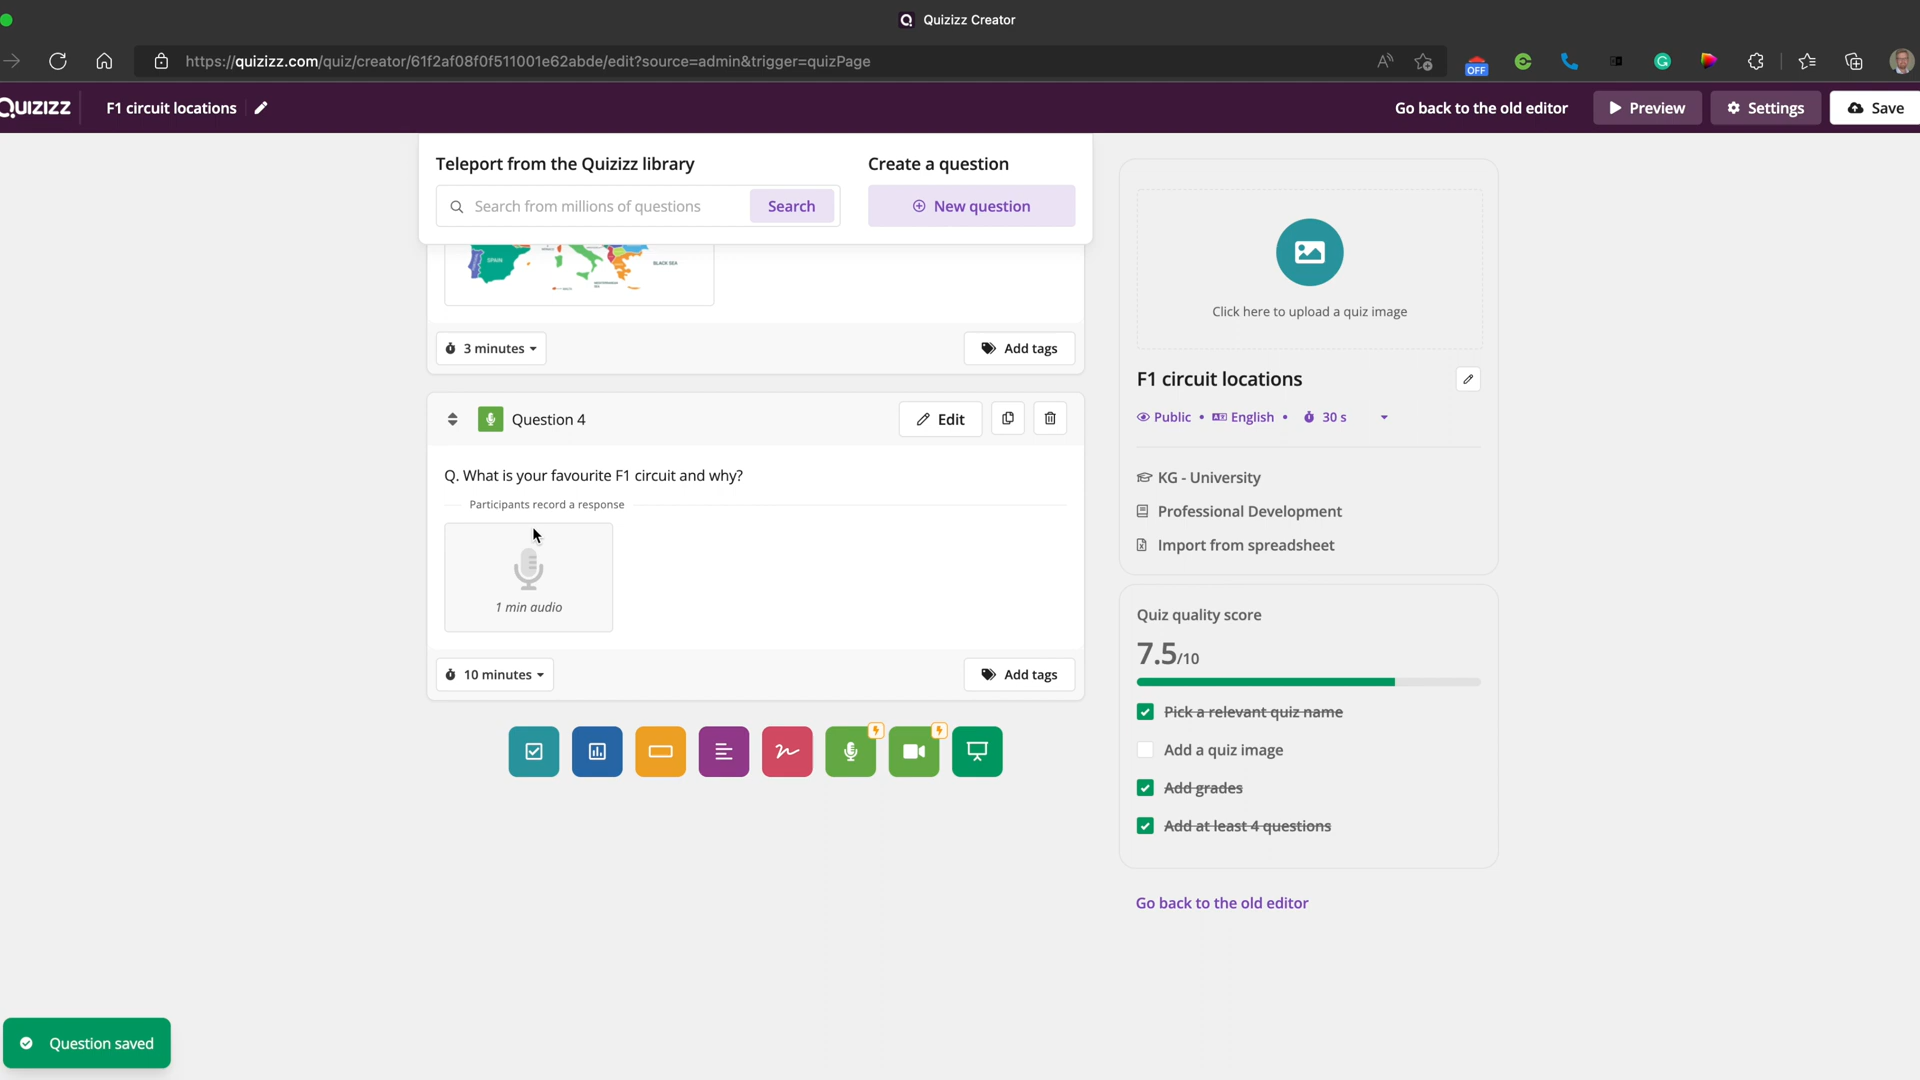 Quizizz Creator
https://quizizz.com/quiz/creator/61f2af08f0f511001e62abde/edit?source=admin&trigger=quizPage
OFF
QUIZIZZ
F1 circuit locations
Go back to the old editor
Preview
Settings
Save
Teleport from the Quizizz library
Create a question
Search from millions of questions
Search
New question
SPAIN
BLACK SEA
3 minutes
Add tags
Click here to upload a quiz image
F1 circuit locations
Public • English • 30 s
KG - University
Professional Development
Import from spreadsheet
Question 4
Edit
Q. What is your favourite F1 circuit and why?
Participants record a response
1 min audio
10 minutes
Add tags
Quiz quality score
7.5/10
Pick a relevant quiz name
Add a quiz image
Add grades
Add at least 4 questions
Go back to the old editor
Question saved